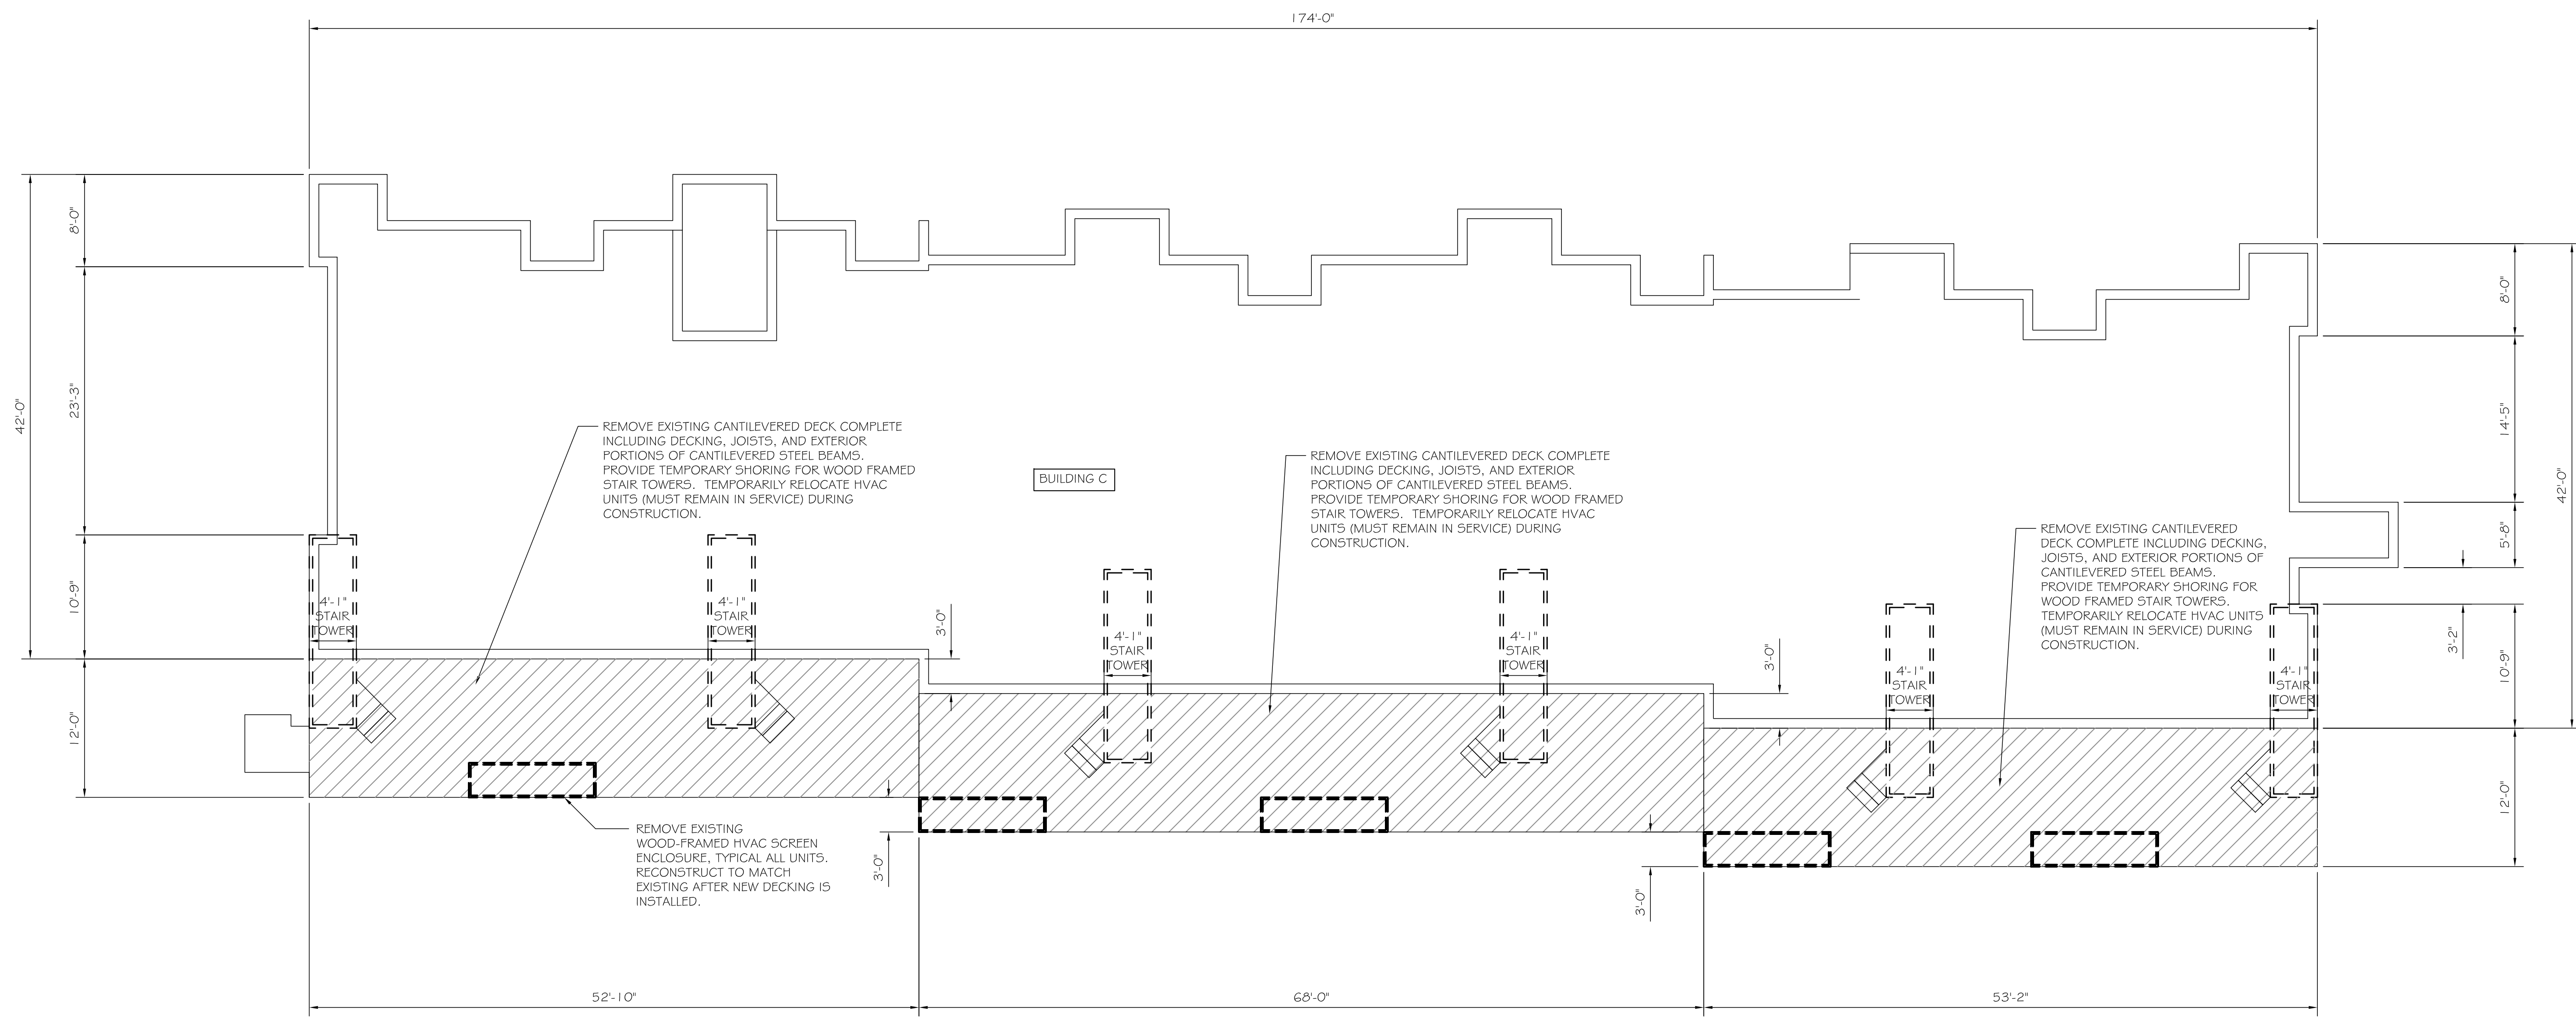 174'-0"
42'-0"
8'-0"
23'-3"
10'-9"
12'-0"
REMOVE EXISTING CANTILEVERED DECK COMPLETE
INCLUDING DECKING, JOISTS, AND EXTERIOR
PORTIONS OF CANTILEVERED STEEL BEAMS.
PROVIDE TEMPORARY SHORING FOR WOOD FRAMED
STAIR TOWERS.  TEMPORARILY RELOCATE HVAC
UNITS (MUST REMAIN IN SERVICE) DURING
CONSTRUCTION.
BUILDING C
REMOVE EXISTING CANTILEVERED DECK COMPLETE
INCLUDING DECKING, JOISTS, AND EXTERIOR
PORTIONS OF CANTILEVERED STEEL BEAMS.
PROVIDE TEMPORARY SHORING FOR WOOD FRAMED
STAIR TOWERS.  TEMPORARILY RELOCATE HVAC
UNITS (MUST REMAIN IN SERVICE) DURING
CONSTRUCTION.
REMOVE EXISTING CANTILEVERED
DECK COMPLETE INCLUDING DECKING,
JOISTS, AND EXTERIOR PORTIONS OF
CANTILEVERED STEEL BEAMS.
PROVIDE TEMPORARY SHORING FOR
WOOD FRAMED STAIR TOWERS.
TEMPORARILY RELOCATE HVAC UNITS
(MUST REMAIN IN SERVICE) DURING
CONSTRUCTION.
4'-1"
STAIR
TOWER
4'-1"
STAIR
TOWER
4'-1"
STAIR
TOWER
4'-1"
STAIR
TOWER
4'-1"
STAIR
TOWER
4'-1"
STAIR
TOWER
3'-0"
3'-0"
8'-0"
14'-5"
5'-8"
3'-2"
10'-9"
12'-0"
42'-0"
REMOVE EXISTING
WOOD-FRAMED HVAC SCREEN
ENCLOSURE, TYPICAL ALL UNITS.
RECONSTRUCT TO MATCH
EXISTING AFTER NEW DECKING IS
INSTALLED.
3'-0"
3'-0"
52'-10"
68'-0"
53'-2"